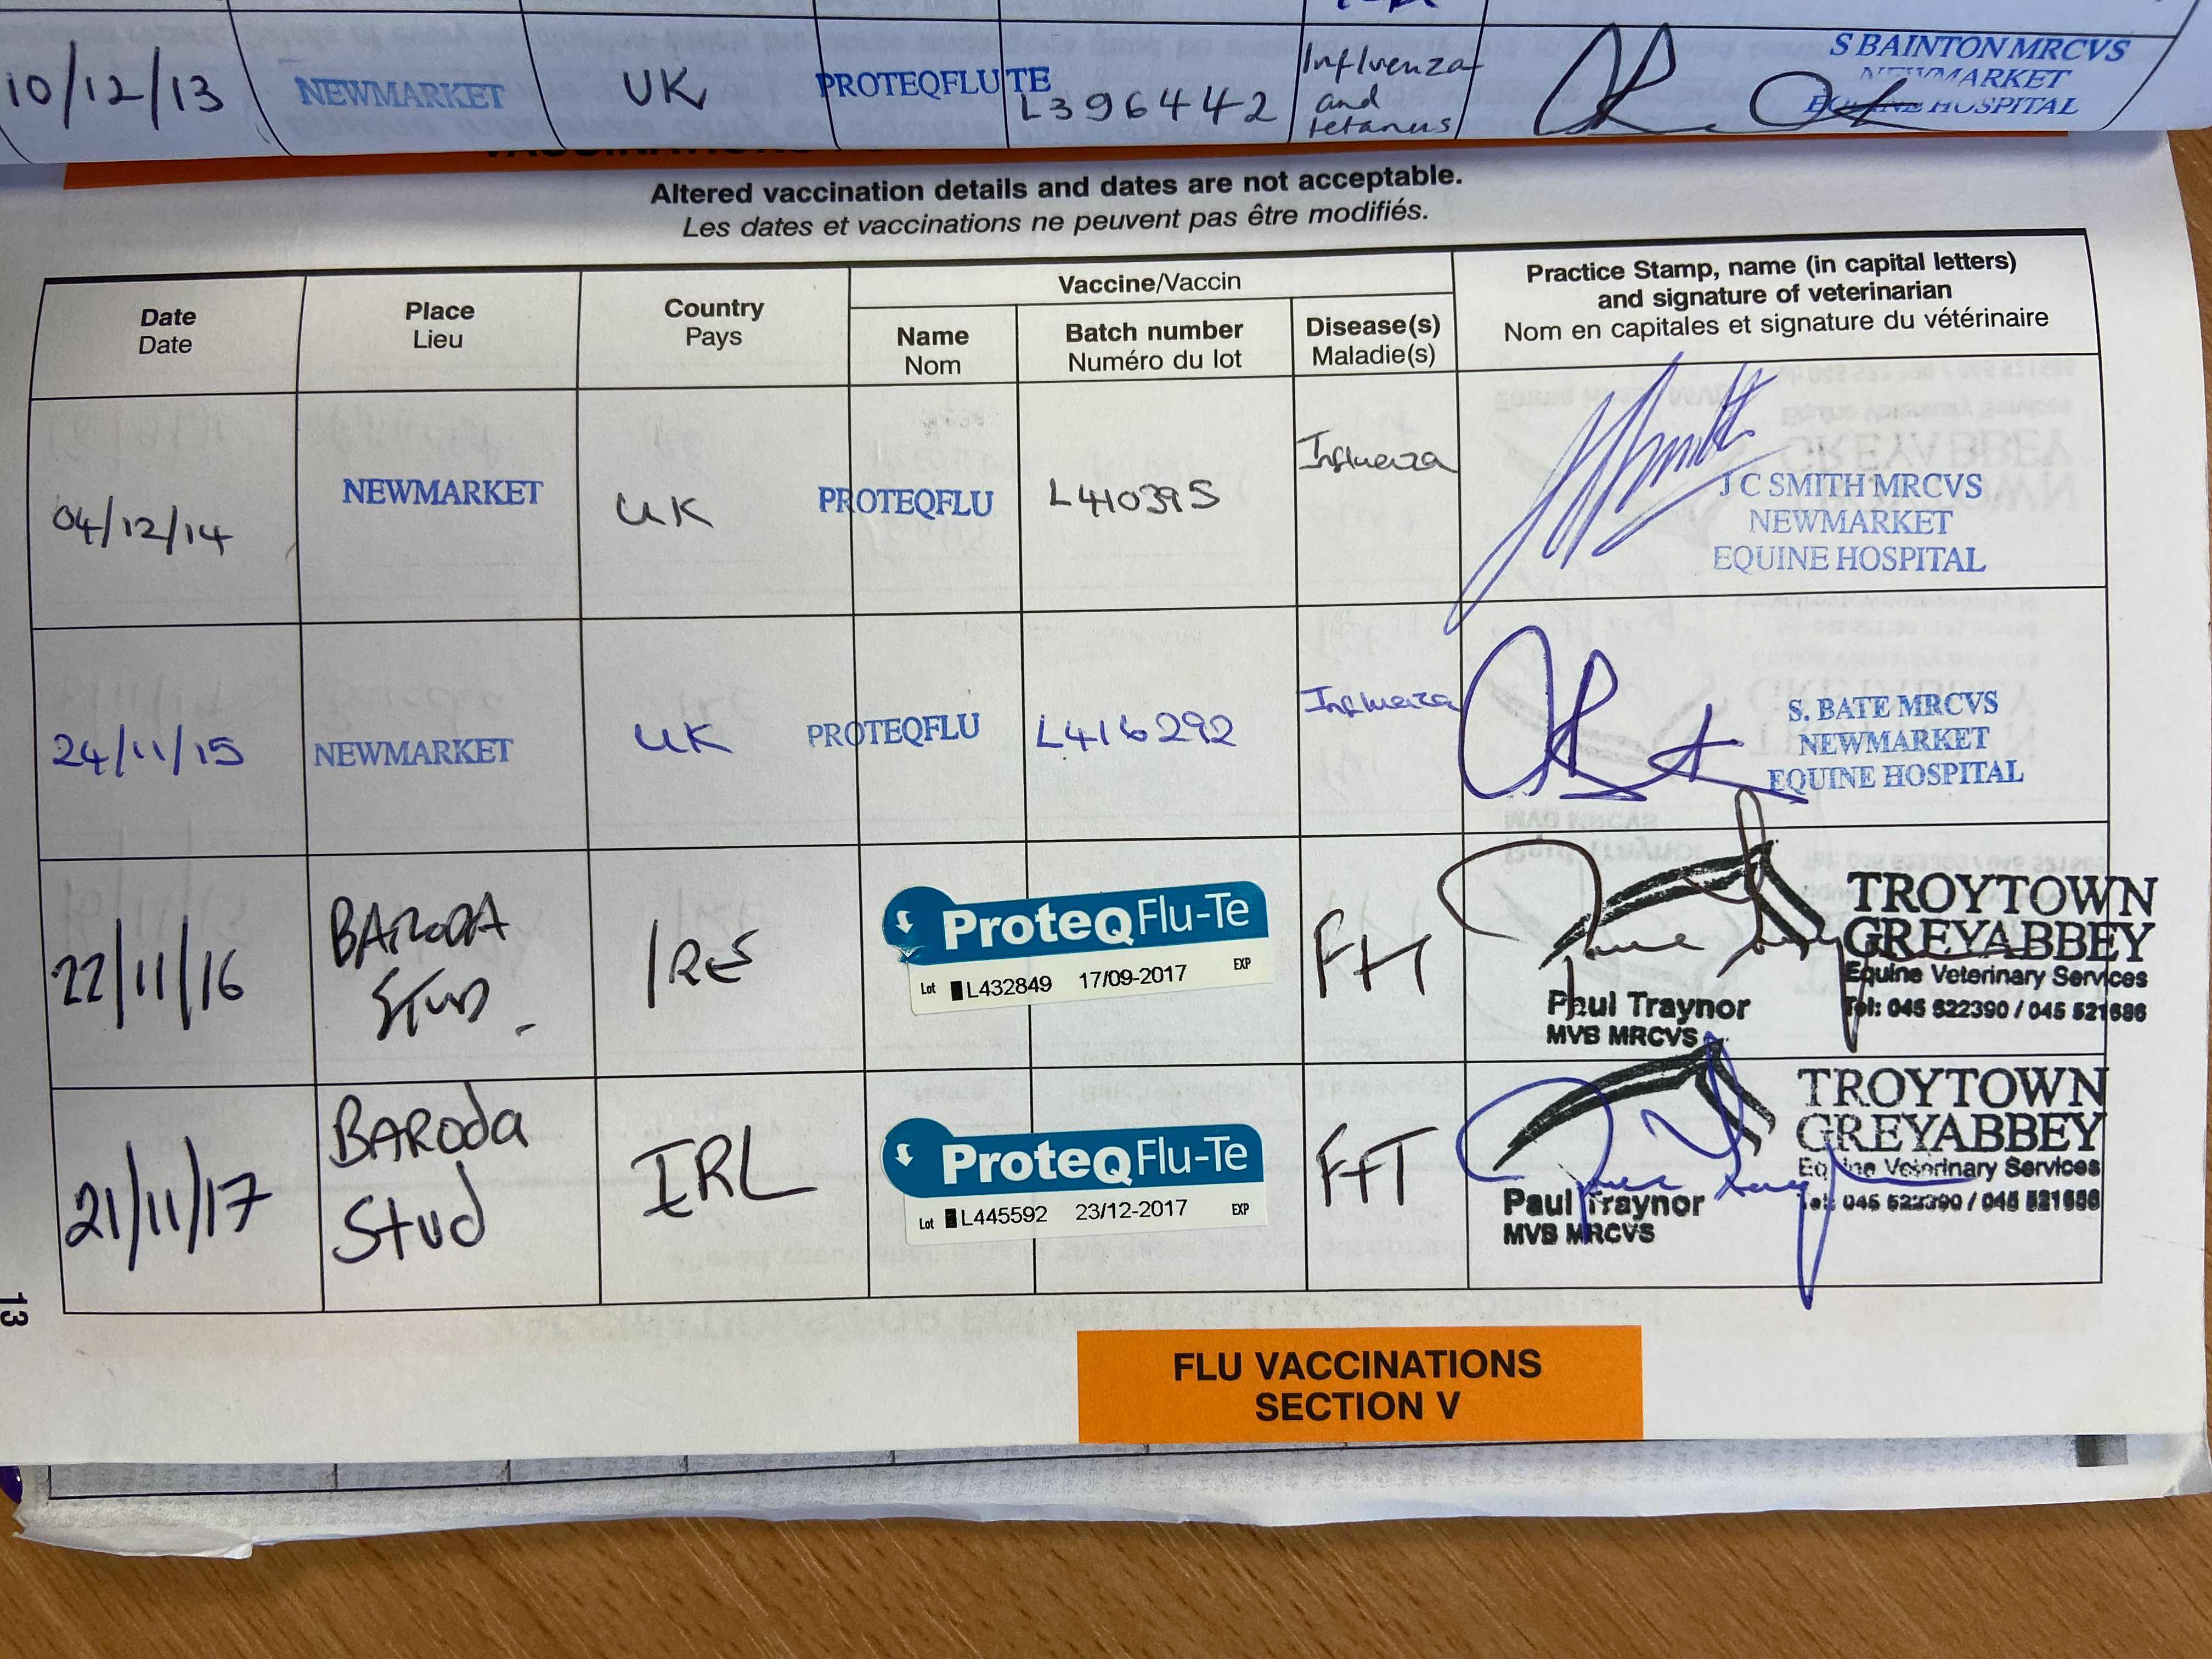 10/12/13 NEWMARKET UK PROTEQFLU TE L396442 Influenza and tetanus S BAINTON MRCVS
NEWMARKET
EQUINE HOSPITAL
Altered vaccination details and dates are not acceptable.
Les dates et vaccinations ne peuvent pas être modifiés.
Date
Date
Place
Lieu
Country
Pays
Vaccine/Vaccin
Name
Nom
Batch number
Numéro du lot
Disease(s)
Maladie(s)
Practice Stamp, name (in capital letters)
and signature of veterinarian
Nom en capitales et signature du vétérinaire
04/12/14 NEWMARKET UK PROTEQFLU L410395 Influenza
J C SMITH MRCVS
NEWMARKET
EQUINE HOSPITAL
24/11/15 NEWMARKET UK PROTEQFLU L416292 Influenza
S. BATE MRCVS
NEWMARKET
EQUINE HOSPITAL
22/11/16
BARODA
Stud
IRE
ProteqFlu-Te
Lot L432849 17/09-2017 EXP
TROYTOWN
GREYABBEY
Equine Veterinary Services
Tel: 045 522390 / 045 521686
Paul Traynor
MVB MRCVS
21/11/17
BARODA
Stud
IRL
ProteqFlu-Te
Lot L445592 23/12-2017 EXP
F+T
TROYTOWN
GREYABBEY
Equine Veterinary Services
Tel: 045 522390 / 045 521686
Paul Traynor
MVB MRCVS
13
FLU VACCINATIONS
SECTION V